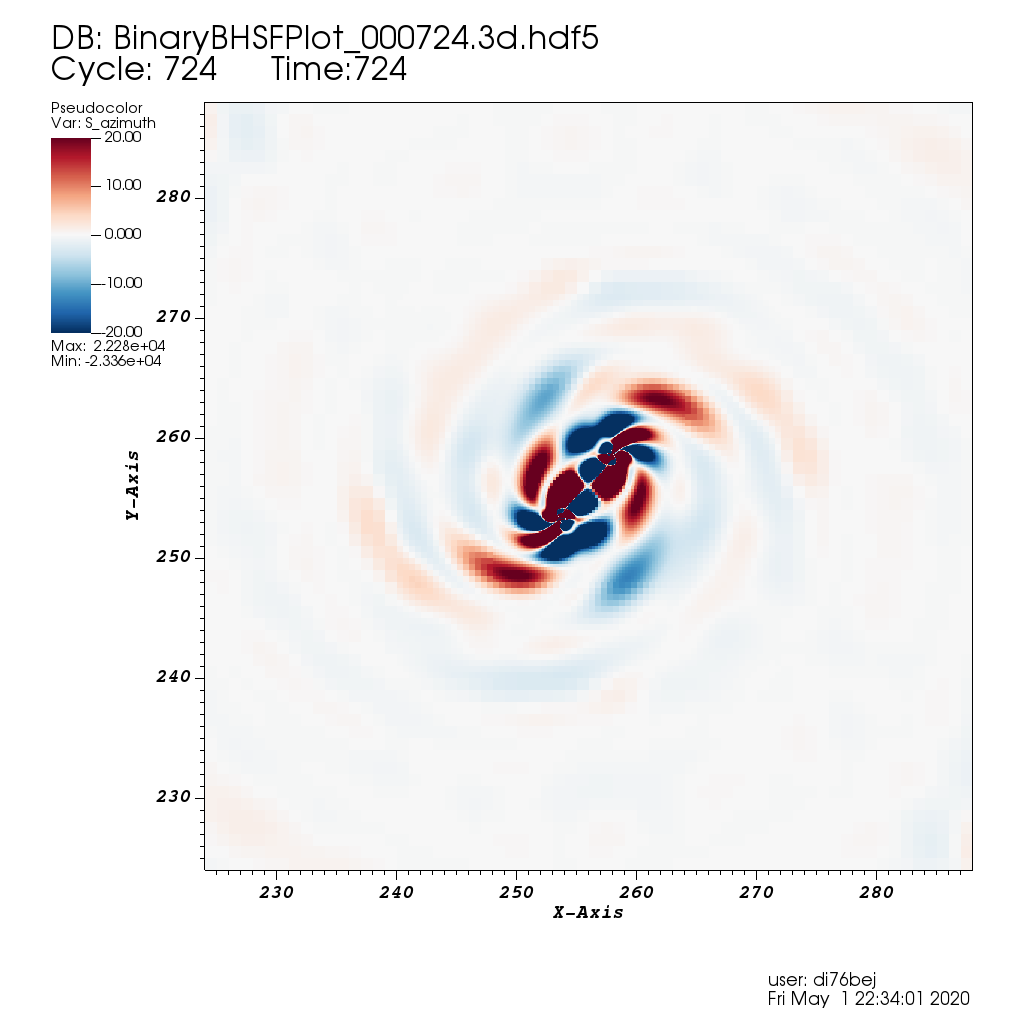 DB: BinaryBHSFPlot_000724.3d.hdf5
Cycle: 724 Time:724
Pseudocolor
Var: S_azimuth
20.00
10.00
0.000
-10.00
-20.00
Max: 2.228e+04
Min: -2.336e+04
280
270
260
250
240
230
Y-Axis
230 240 250 260 270 280
X-Axis
user: di76bej
Fri May 1 22:34:01 2020